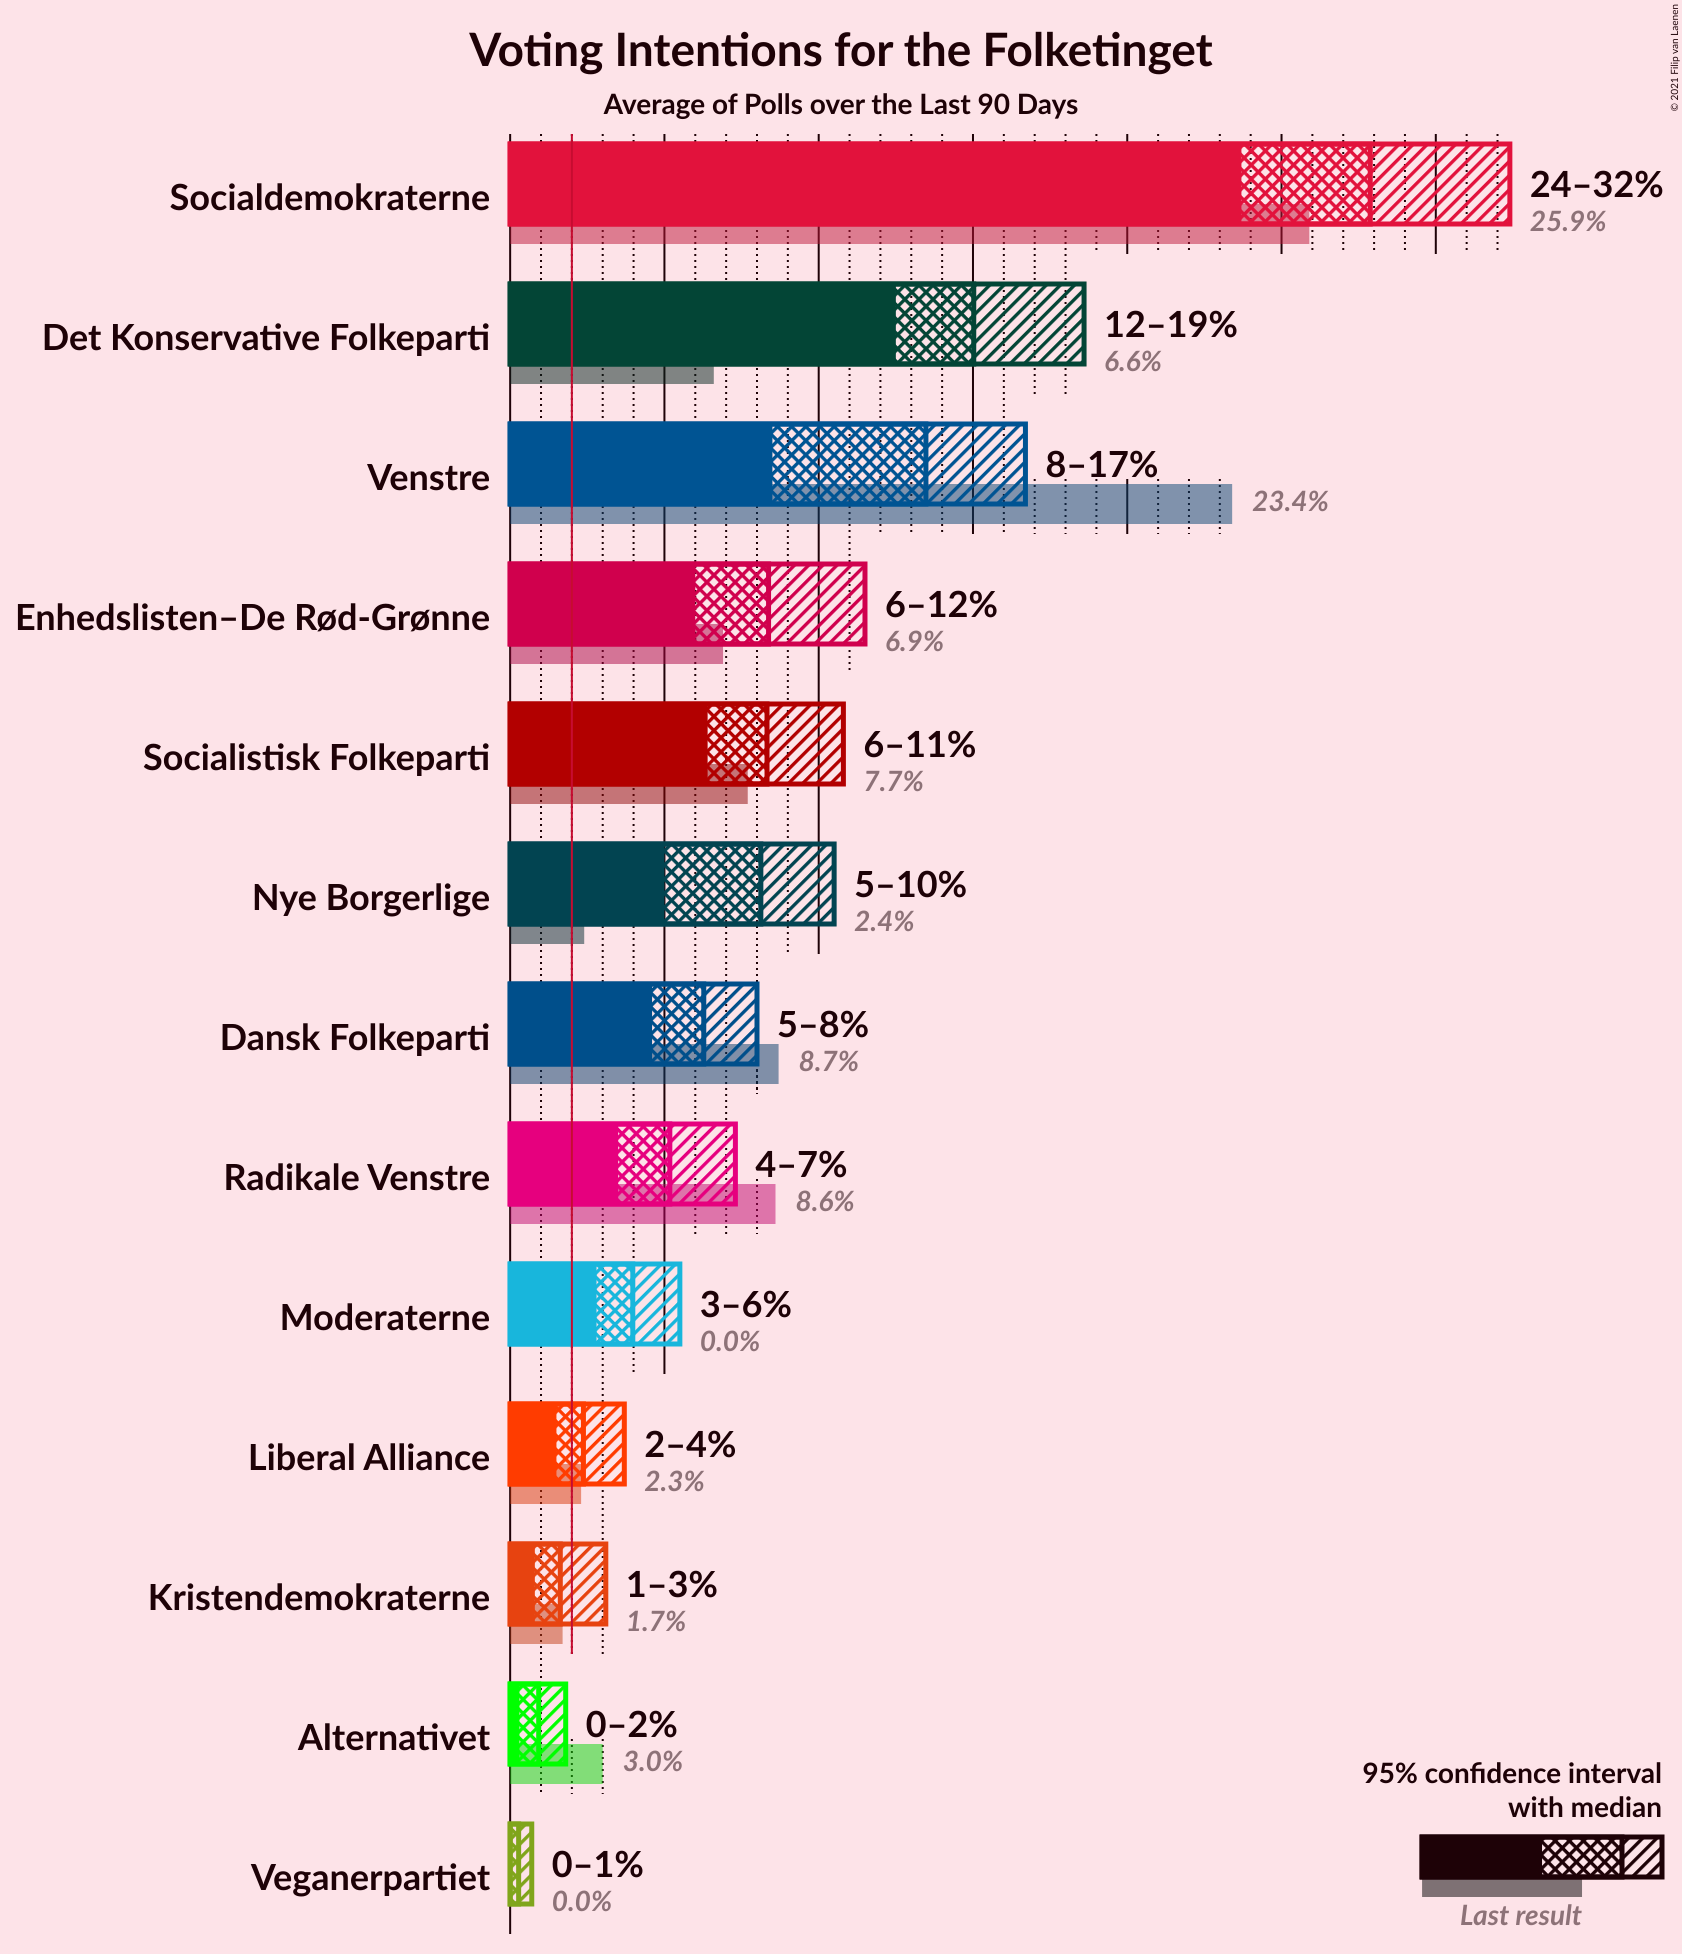 Voting Intentions for the Folketinget
Average of Polls over the Last 90 Days
© 2021 Filip van Laenen
Socialdemokraterne
24–32%
25.9%
Det Konservative Folkeparti
12–19%
6.6%
Venstre
8–17%
23.4%
Enhedslisten–De Rød-Grønne
6–12%
6.9%
Socialistisk Folkeparti
6–11%
7.7%
Nye Borgerlige
5–10%
2.4%
Dansk Folkeparti
5–8%
8.7%
Radikale Venstre
4–7%
8.6%
Moderaterne
3–6%
0.0%
Liberal Alliance
2–4%
2.3%
Kristendemokraterne
1–3%
1.7%
Alternativet
0–2%
3.0%
Veganerpartiet
0–1%
0.0%
95% confidence interval
with median
Last result